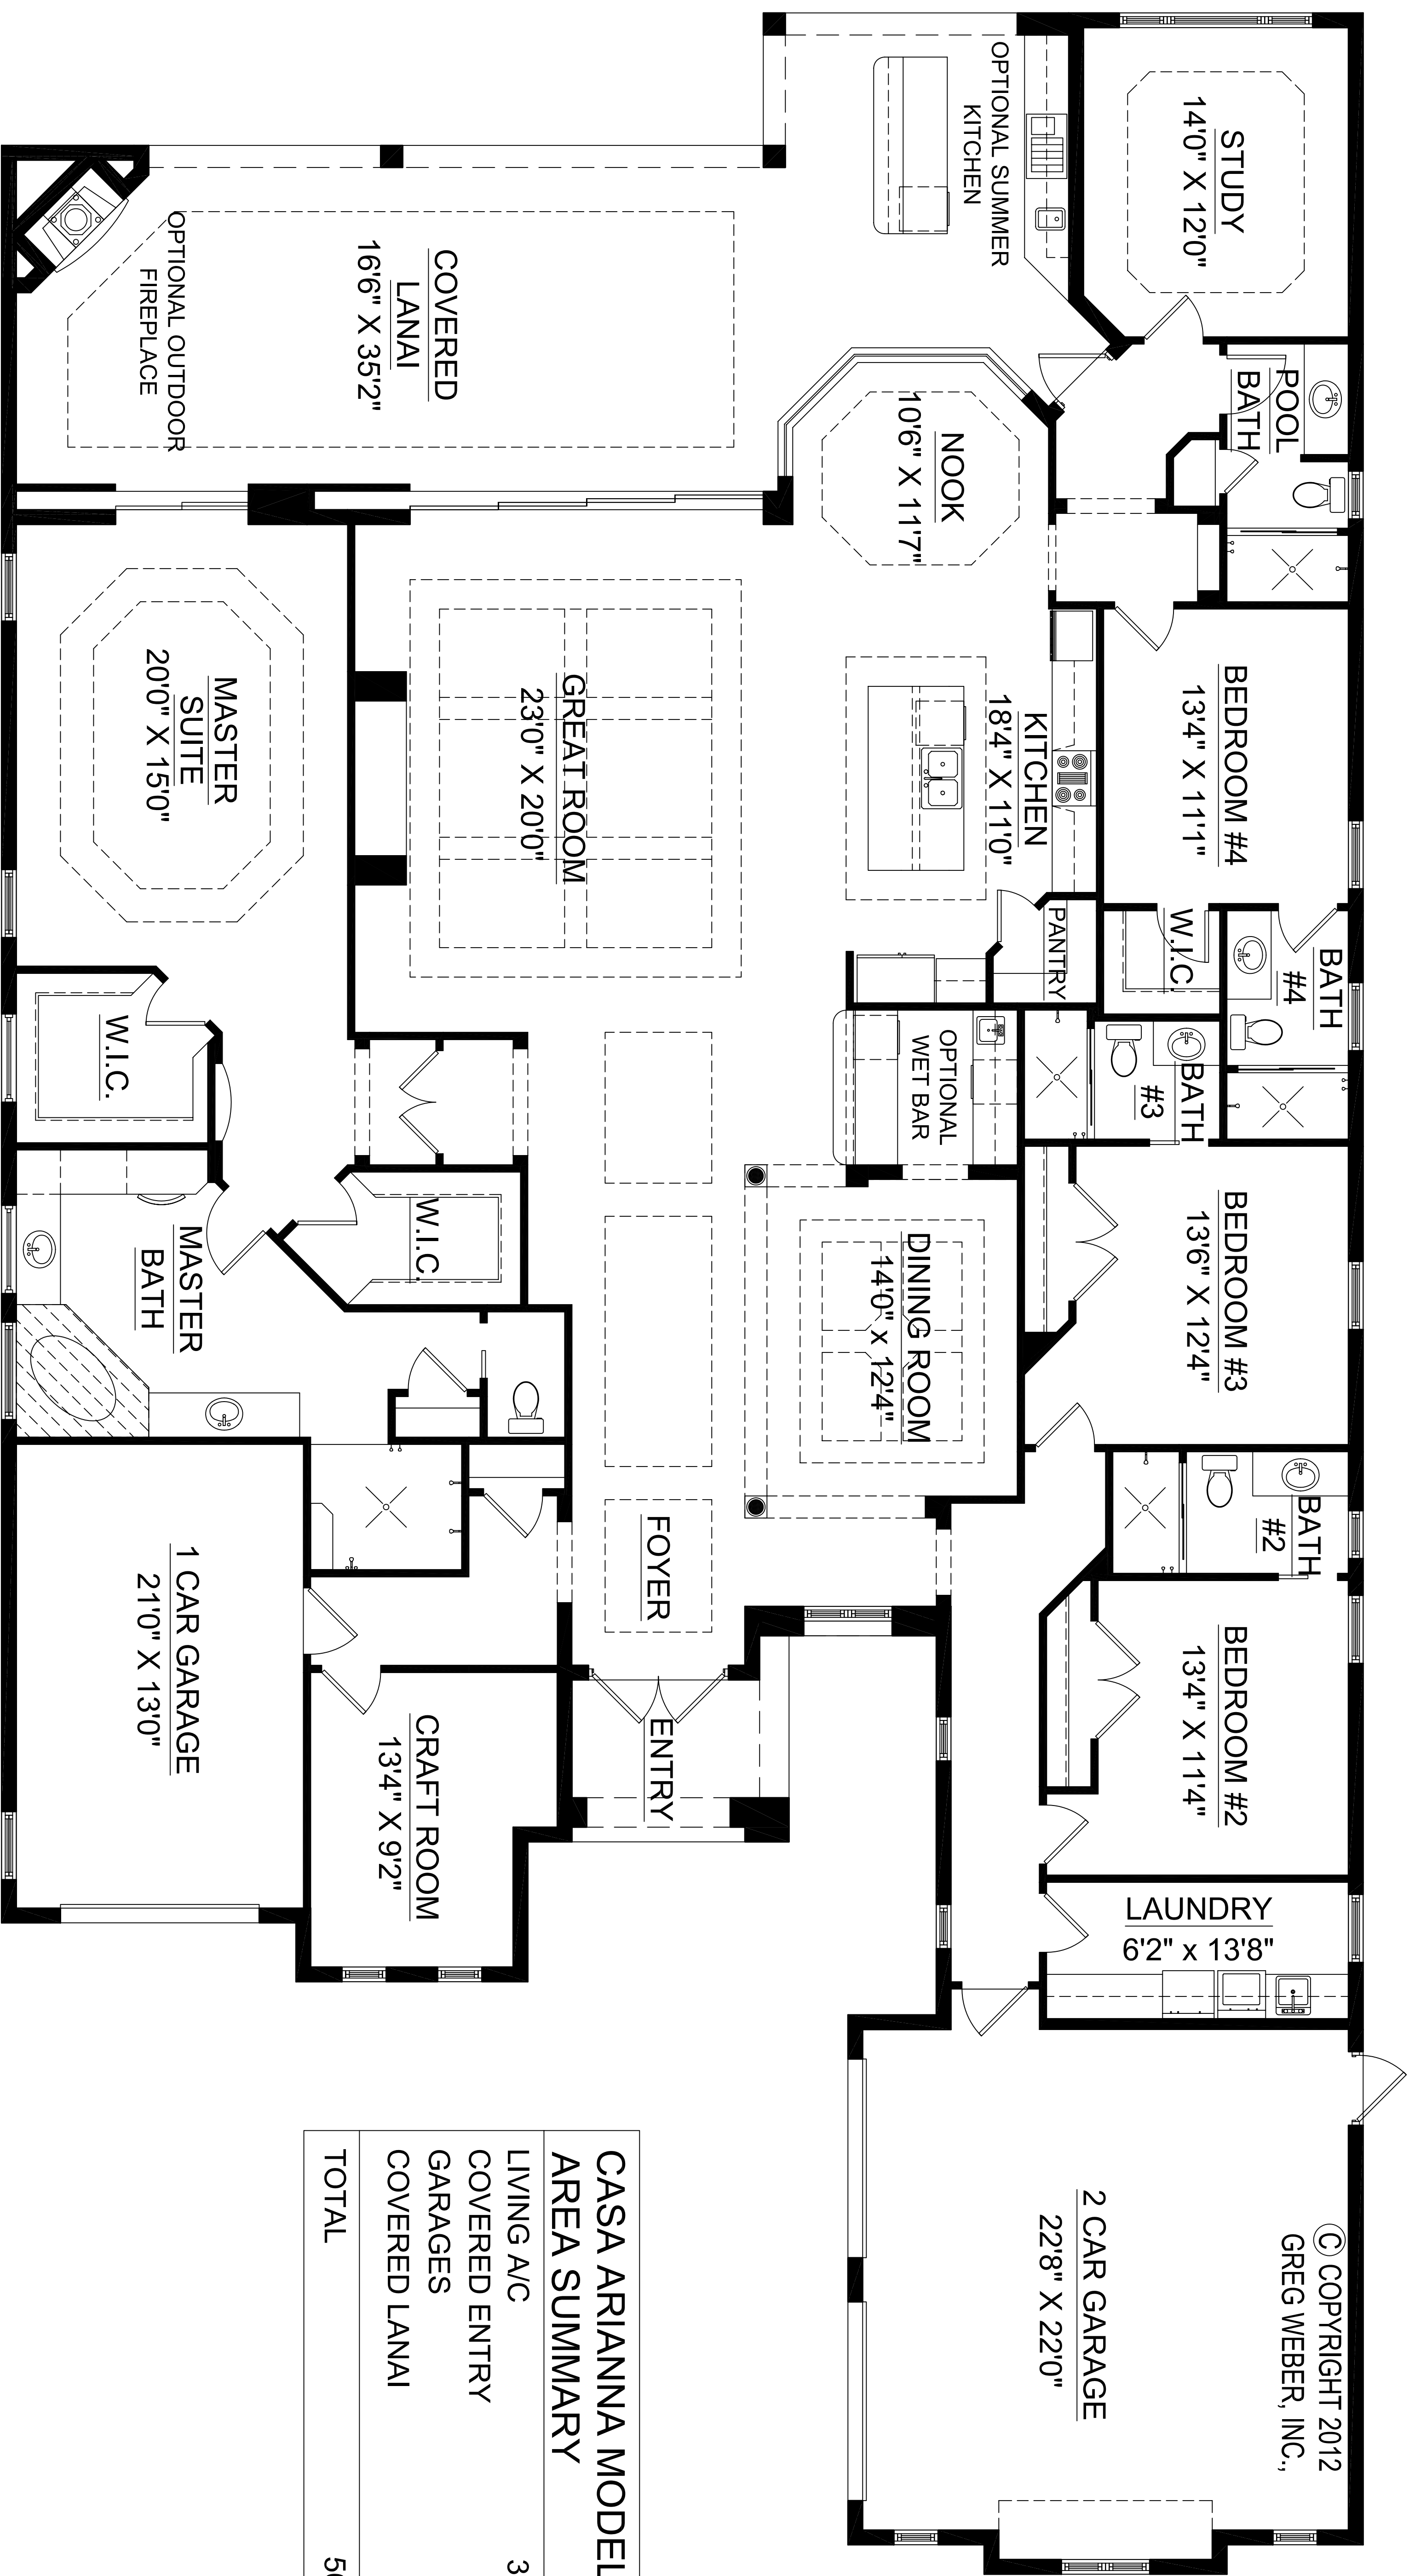 STUDY
14'0" X 12'0"
OPTIONAL SUMMER
KITCHEN
COVERED
LANAI
16'6" X 35'2"
OPTIONAL OUTDOOR
FIREPLACE
POOL
BATH
NOOK
10'6" X 11'7"
BEDROOM #4
13'4" X 11'1"
KITCHEN
18'4" X 11'0"
GREAT ROOM
23'0" X 20'0"
MASTER
SUITE
20'0" X 15'0"
W.I.C.
BATH
#4
PANTRY
BATH
#3
OPTIONAL
WET BAR
W.I.C.
W.I.C.
MASTER
BATH
BEDROOM #3
13'6" X 12'4"
DINING ROOM
14'0" x 12'4"
BATH
#2
FOYER
BEDROOM #2
13'4" X 11'4"
ENTRY
1 CAR GARAGE
21'0" X 13'0"
CRAFT ROOM
13'4" X 9'2"
LAUNDRY
6'2" x 13'8"
2 CAR GARAGE
22'8" X 22'0"
© COPYRIGHT 2012
GREG WEBER, INC.,
CASA ARIANNA MODEL
AREA SUMMARY
LIVING A/C 3
COVERED ENTRY
GARAGES
COVERED LANAI
TOTAL